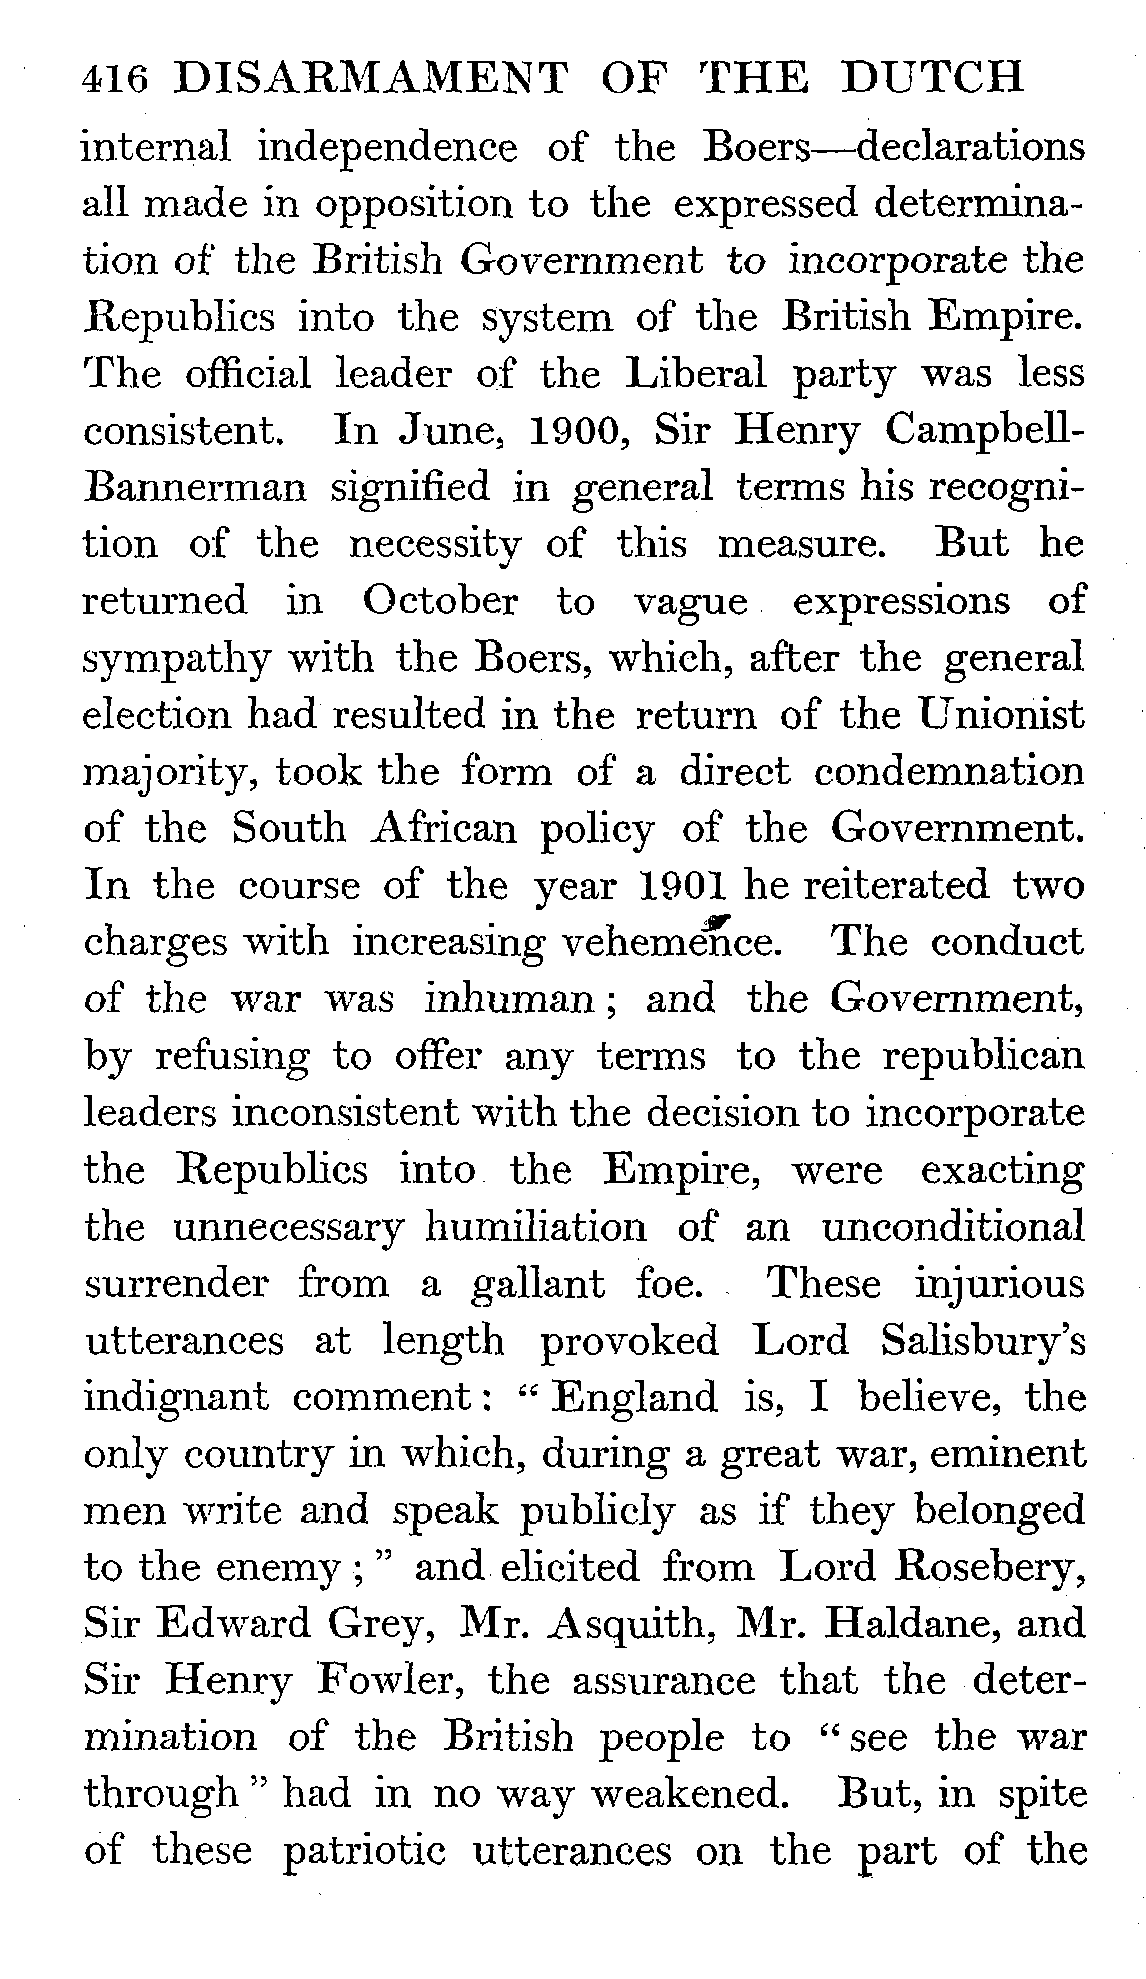 416 DISARMAMENT OF THE DUTCH
internal independence of the Boers—declarations
all made in opposition to the expressed determina-
tion of the British Government to incorporate the
Republics into the system of the British Empire.
The official leader of the Liberal party was less
consistent. In June, 1900, Sir Henry Campbell-
Bannerman signified in general terms his recogni-
tion of the necessity of this measure. But he
returned in October to vague expressions of
sympathy with the Boers, which, after the general
election had resulted in the return of the Unionist
majority, took the form of a direct condemnation
of the South African policy of the Government.
In the course of the year 1901 he reiterated two
charges with increasing vehemence. The conduct
of the war was inhuman ; and the Government,
by refusing to offer any terms to the republican
leaders inconsistent with the decision to incorporate
the Republics into the Empire, were exacting
the unnecessary humiliation of an unconditional
surrender from a gallant foe. These injurious
utterances at length provoked Lord Salisbury's
indignant comment : “ England is, I believe, the
only country in which, during a great war, eminent
men write and speak publicly as if they belonged
to the enemy ; ” and elicited from Lord Rosebery,
Sir Edward Grey, Mr. Asquith, Mr. Haldane, and
Sir Henry Fowler, the assurance that the deter-
mination of the British people to “ see the war
through ” had in no way weakened. But, in spite
of these patriotic utterances on the part of the